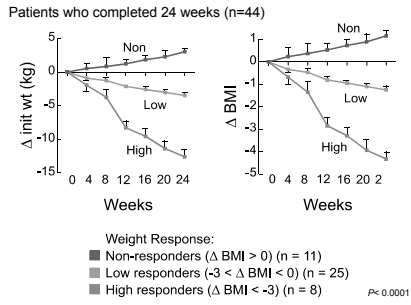 Patients who completed 24 weeks (n=44)
5
0
-5
-10
-15
Δ init wt (kg)
Non
Low
High
0 4 8 12 16 20 24
Weeks
1
0
-1
-2
-3
-4
-5
Δ BMI
Non
Low
High
0 4 8 12 16 20 2
Weeks
Weight Response:
Non-responders (Δ BMI > 0) (n = 11)
Low responders (-3 < Δ BMI < 0) (n = 25)
High responders (Δ BMI < -3) (n = 8)
P< 0.0001